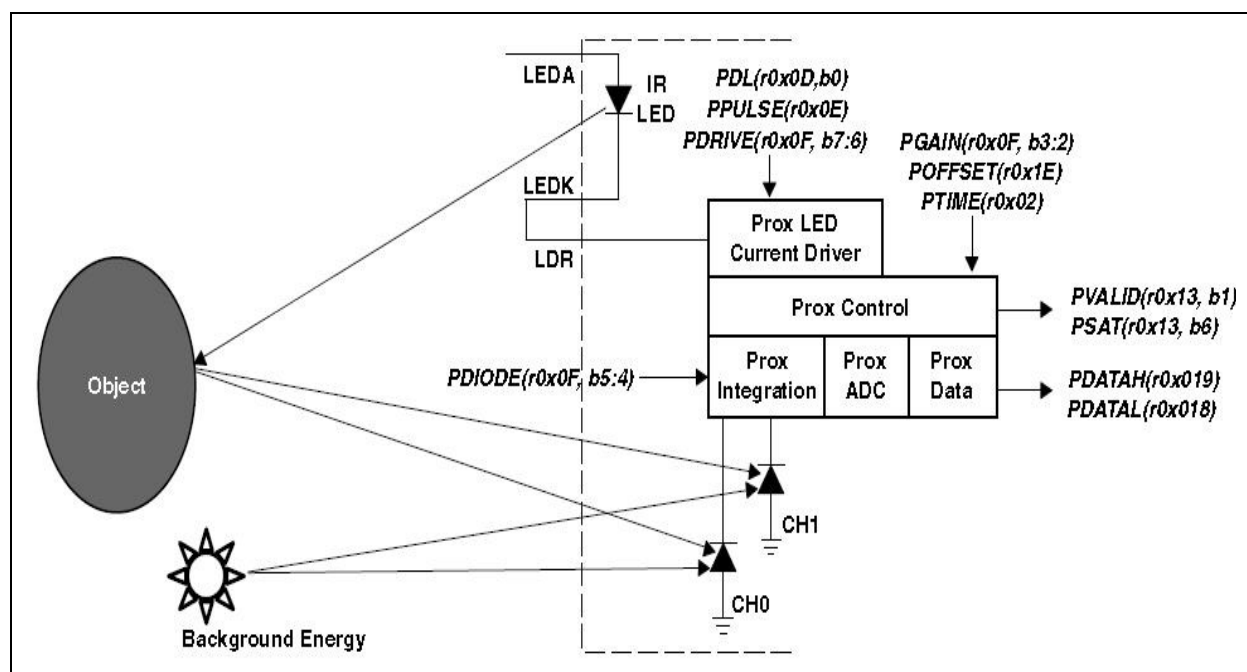 LEDA
IR
LED
LEDK
LDR
PDL(r0x0D,b0)
PPULSE(r0x0E)
PDRIVE(r0x0F, b7:6)
PGAIN(r0x0F, b3:2)
POFFSET(r0x1E)
PTIME(r0x02)
Prox LED
Current Driver
Prox Control
PVALID(r0x13, b1)
PSAT(r0x13, b6)
Object
PDIODE(r0x0F, b5:4)
Prox
Integration
Prox
ADC
Prox
Data
PDATAH(r0x019)
PDATAL(r0x018)
CH1
CH0
Background Energy